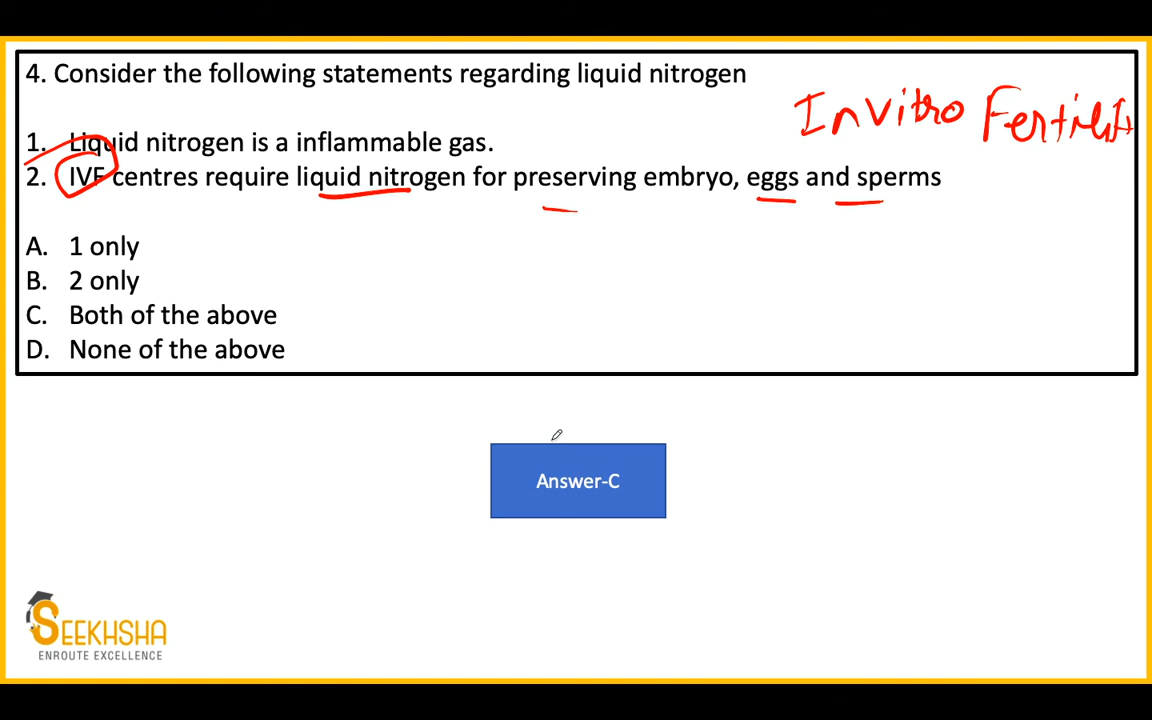 4. Consider the following statements regarding liquid nitrogen
Invitro
1. Liquid nitrogen is a inflammable gas.
2. IVF centres require liquid nitrogen for preserving embryo, eggs and sperms
A. 1 only
B. 2 only
C. Both of the above
D. None of the above
Answer-C
SEEKHSHA
ENROUTE EXCELLENCE